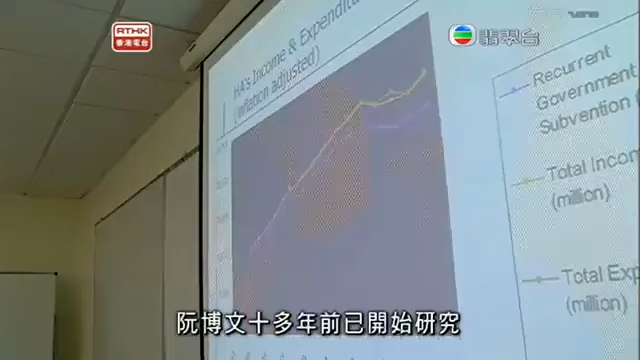 RTHK
香港電台
翡翠台
HA's Income & Expenditu
(inflation adjusted)
Recurrent
Government
Subvention (
Total Incom
(million)
Total Exp
(million)
阮博文十多年前已開始研究